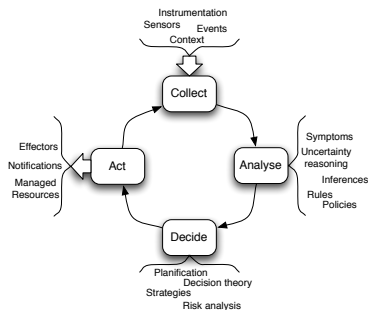 Instrumentation
Sensors
Events
Context
Collect
Symptoms
Uncertainty
reasoning
Inferences
Rules
Policies
Analyse
Effectors
Notifications
Managed
Resources
Act
Decide
Planification
Decision theory
Strategies
Risk analysis